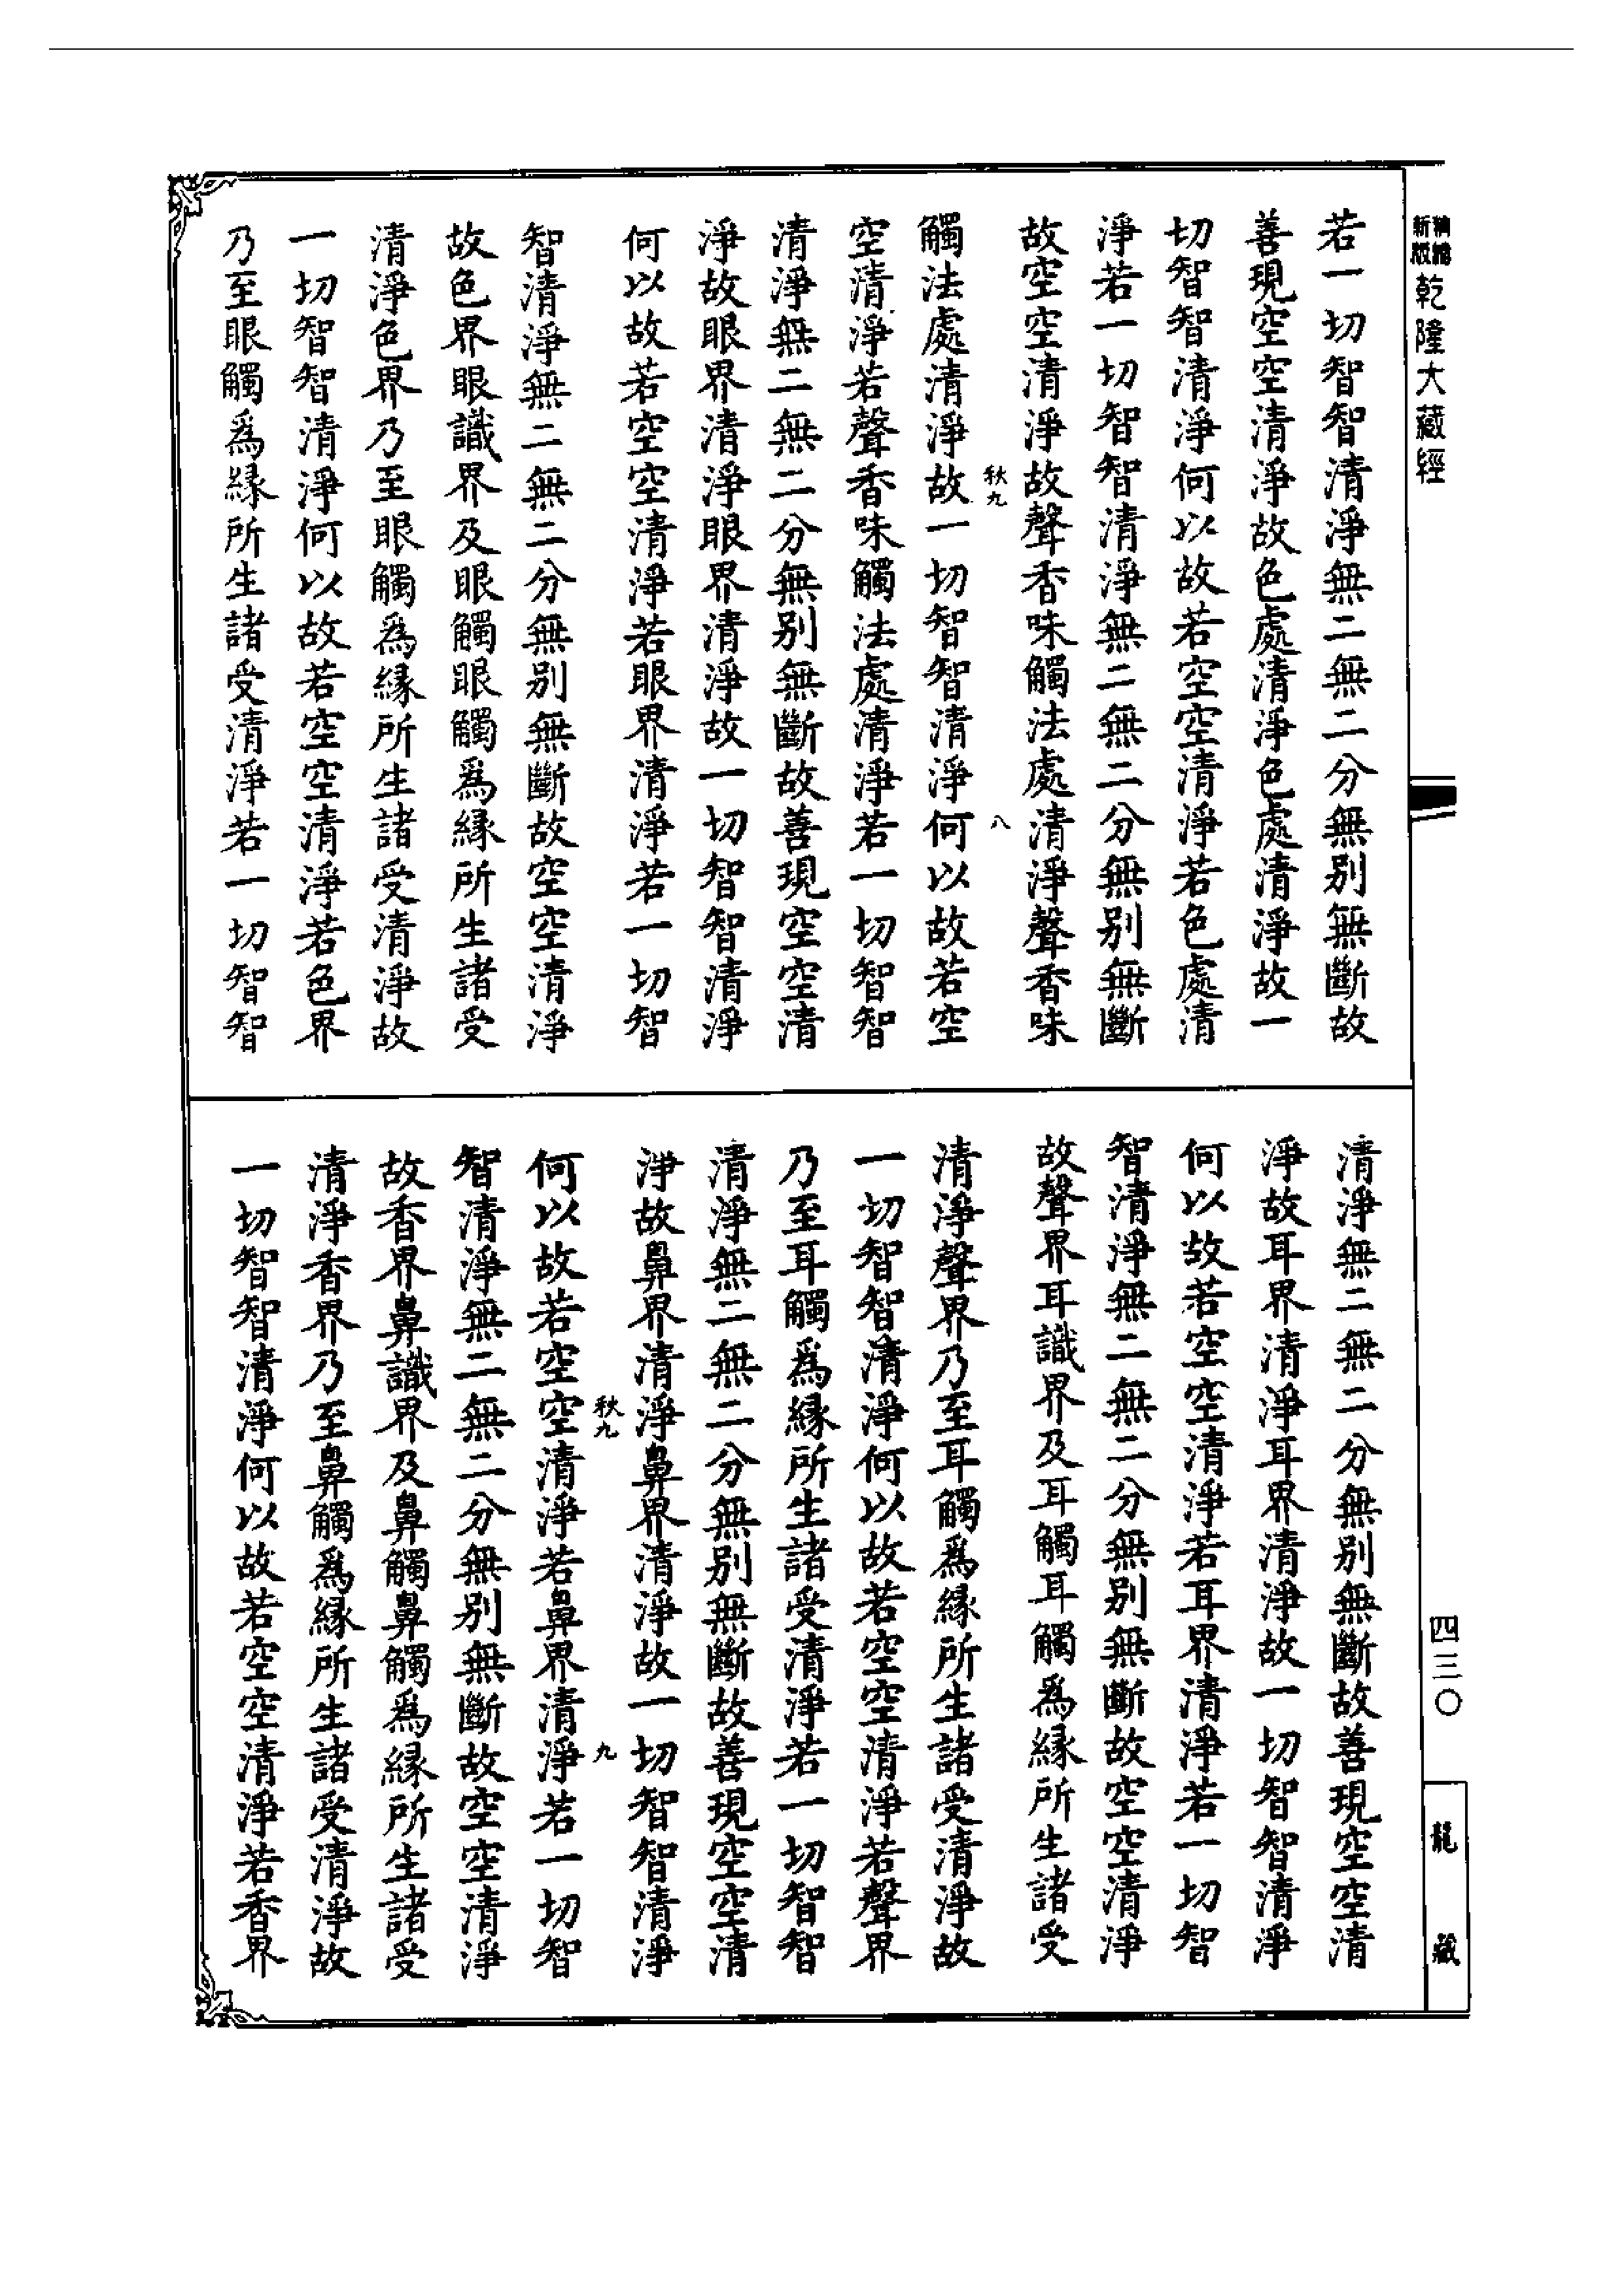 新版
精縮
乾隆大藏經
若一切智智清淨無二無二分無別無斷故
善現空空清淨故色處清淨色處清淨故一
切智智清淨何以故若空空清淨若色處清
淨若一切智智清淨無二無二分無別無斷
故空空清淨故聲香味觸法處清淨聲香味
秋九
八
觸法處清淨故一切智智清淨何以故若空
空清淨若聲香味觸法處清淨若一切智智
清淨無二無二分無別無斷故善現空空清
淨故眼界清淨眼界清淨故一切智智清淨
何以故若空空清淨若眼界清淨若一切智
智清淨無二無二分無別無斷故空空清淨
故色界眼識界及眼觸眼觸爲緣所生諸受
清淨色界乃至眼觸爲緣所生諸受清淨故
一切智智清淨何以故若空空清淨若色界
乃至眼觸爲緣所生諸受清淨若一切智智
清淨無二無二分無別無斷故善現空空清
淨故耳界清淨耳界清淨故一切智智清淨
何以故若空空清淨若耳界清淨若一切智
智清淨無二無二分無別無斷故空空清淨
故聲界耳識界及耳觸耳觸爲緣所生諸受
清淨聲界乃至耳觸爲緣所生諸受清淨故
一切智智清淨何以故若空空清淨若聲界
乃至耳觸爲緣所生諸受清淨若一切智智
清淨無二無二分無別無斷故善現空空清
淨故鼻界清淨鼻界清淨故一切智智清淨
秋九
九
何以故若空空清淨若鼻界清淨若一切智
智清淨無二無二分無別無斷故空空清淨
故香界鼻識界及鼻觸鼻觸爲緣所生諸受
清淨香界乃至鼻觸爲緣所生諸受清淨故
一切智智清淨何以故若空空清淨若香界
四三〇
龍藏